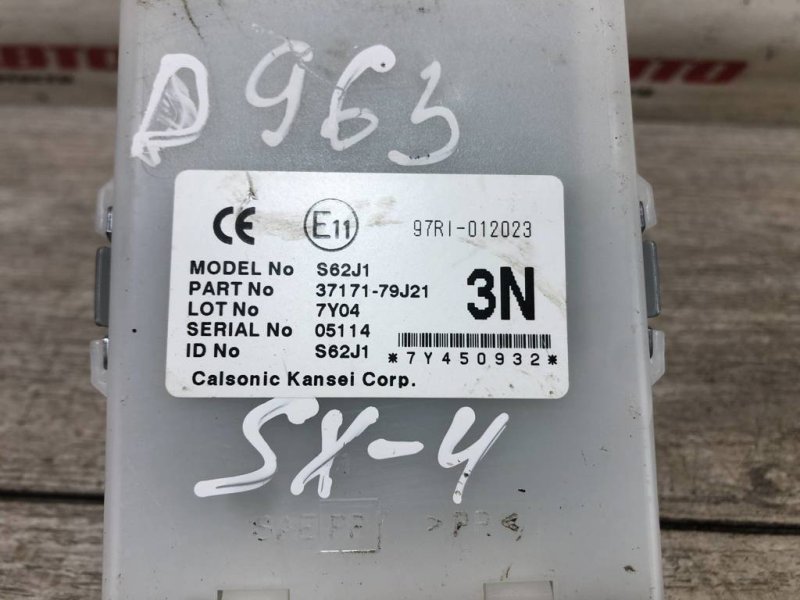 D963
CE E11 97RI-012023
MODEL No S62J1
PART No 37171-79J21
3N
LOT No 7Y04
SERIAL No 05114
ID No S62J1
*7Y450932*
Calsonic Kansei Corp.
SX-4
>PP<